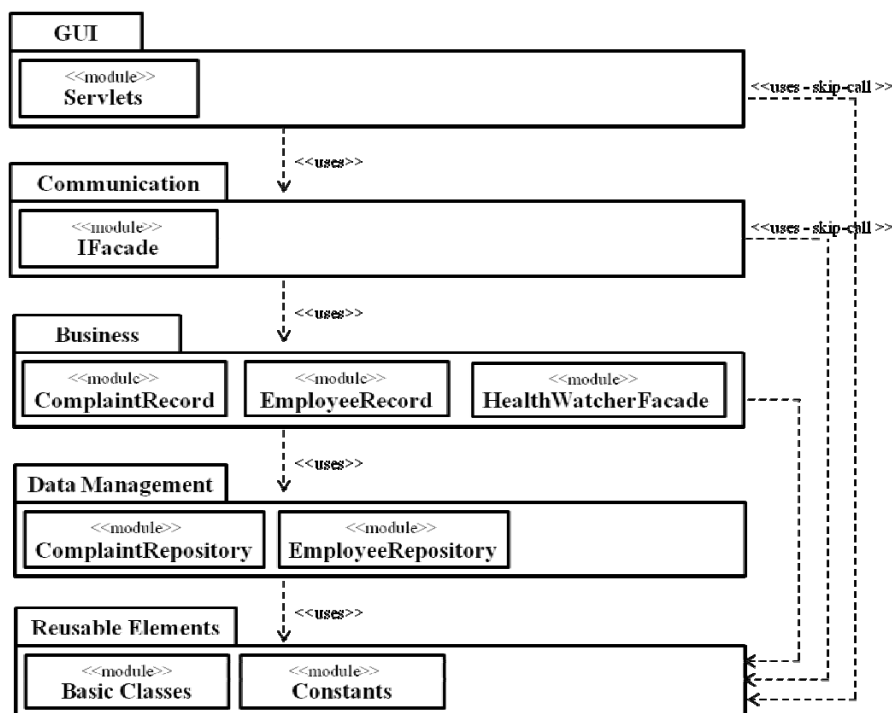 GUI
<<module>>
Servlets
<<uses - skip-call >>
<<uses>>
Communication
<<module>>
IFacade
<<uses - skip-call >>
<<uses>>
Business
<<module>> <<module>> <<module>>
ComplaintRecord EmployeeRecord HealthWatcherFacade
<<uses>>
Data Management
<<module>> <<module>>
ComplaintRepository EmployeeRepository
<<uses>>
Reusable Elements
<<module>> <<module>>
Basic Classes Constants